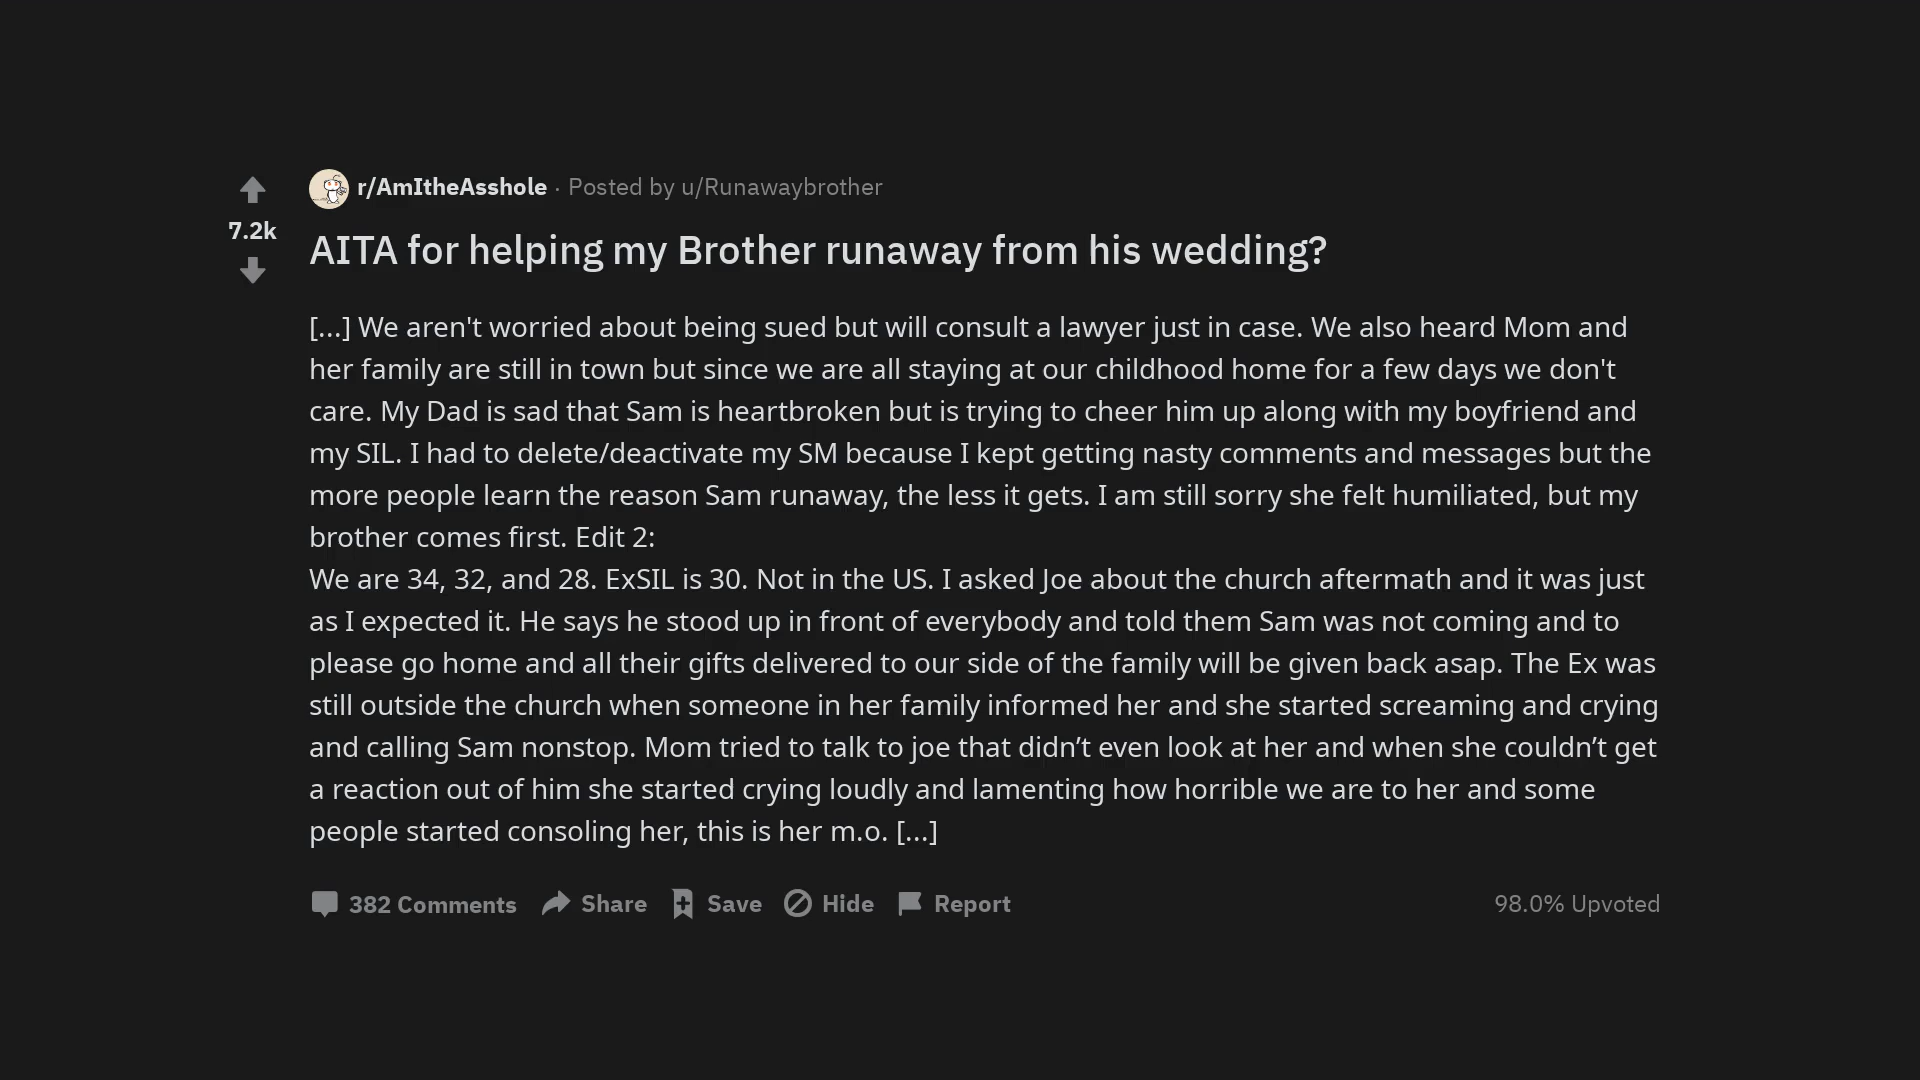 r/AmItheAsshole · Posted by u/Runawaybrother
7.2k
AITA for helping my Brother runaway from his wedding?
[...] We aren't worried about being sued but will consult a lawyer just in case. We also heard Mom and
her family are still in town but since we are all staying at our childhood home for a few days we don't
care. My Dad is sad that Sam is heartbroken but is trying to cheer him up along with my boyfriend and
my SIL. I had to delete/deactivate my SM because I kept getting nasty comments and messages but the
more people learn the reason Sam runaway, the less it gets. I am still sorry she felt humiliated, but my
brother comes first. Edit 2:
We are 34, 32, and 28. ExSIL is 30. Not in the US. I asked Joe about the church aftermath and it was just
as I expected it. He says he stood up in front of everybody and told them Sam was not coming and to
please go home and all their gifts delivered to our side of the family will be given back asap. The Ex was
still outside the church when someone in her family informed her and she started screaming and crying
and calling Sam nonstop. Mom tried to talk to joe that didn’t even look at her and when she couldn’t get
a reaction out of him she started crying loudly and lamenting how horrible we are to her and some
people started consoling her, this is her m.o. [...]
382 Comments Share Save Hide Report 98.0% Upvoted